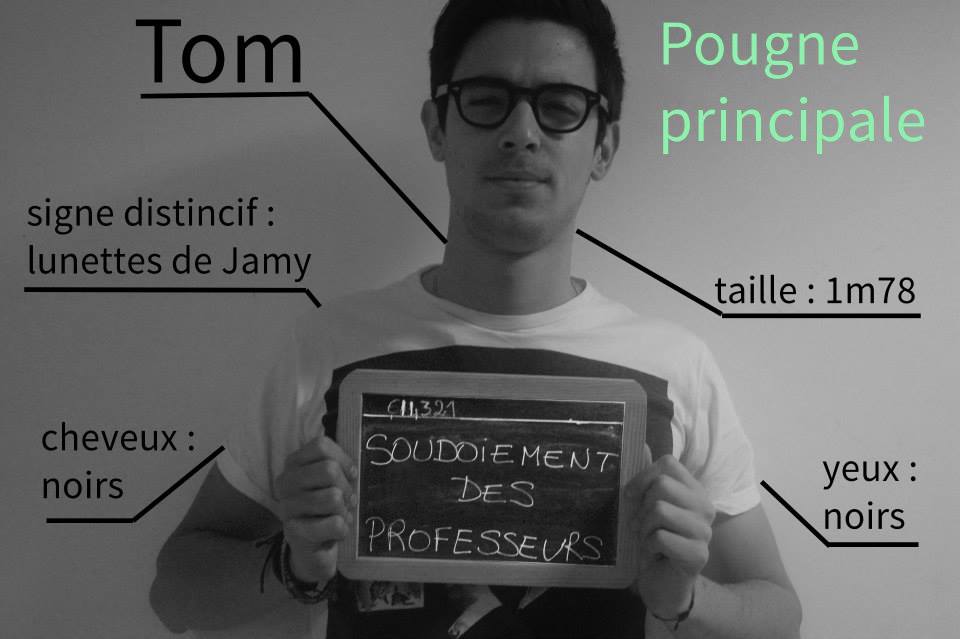 Tom
Pougne
principale
signe distincif :
lunettes de Jamy
taille : 1m78
cheveux :
noirs
yeux :
noirs
SOUDOIEMENT
DES
PROFESSEURS